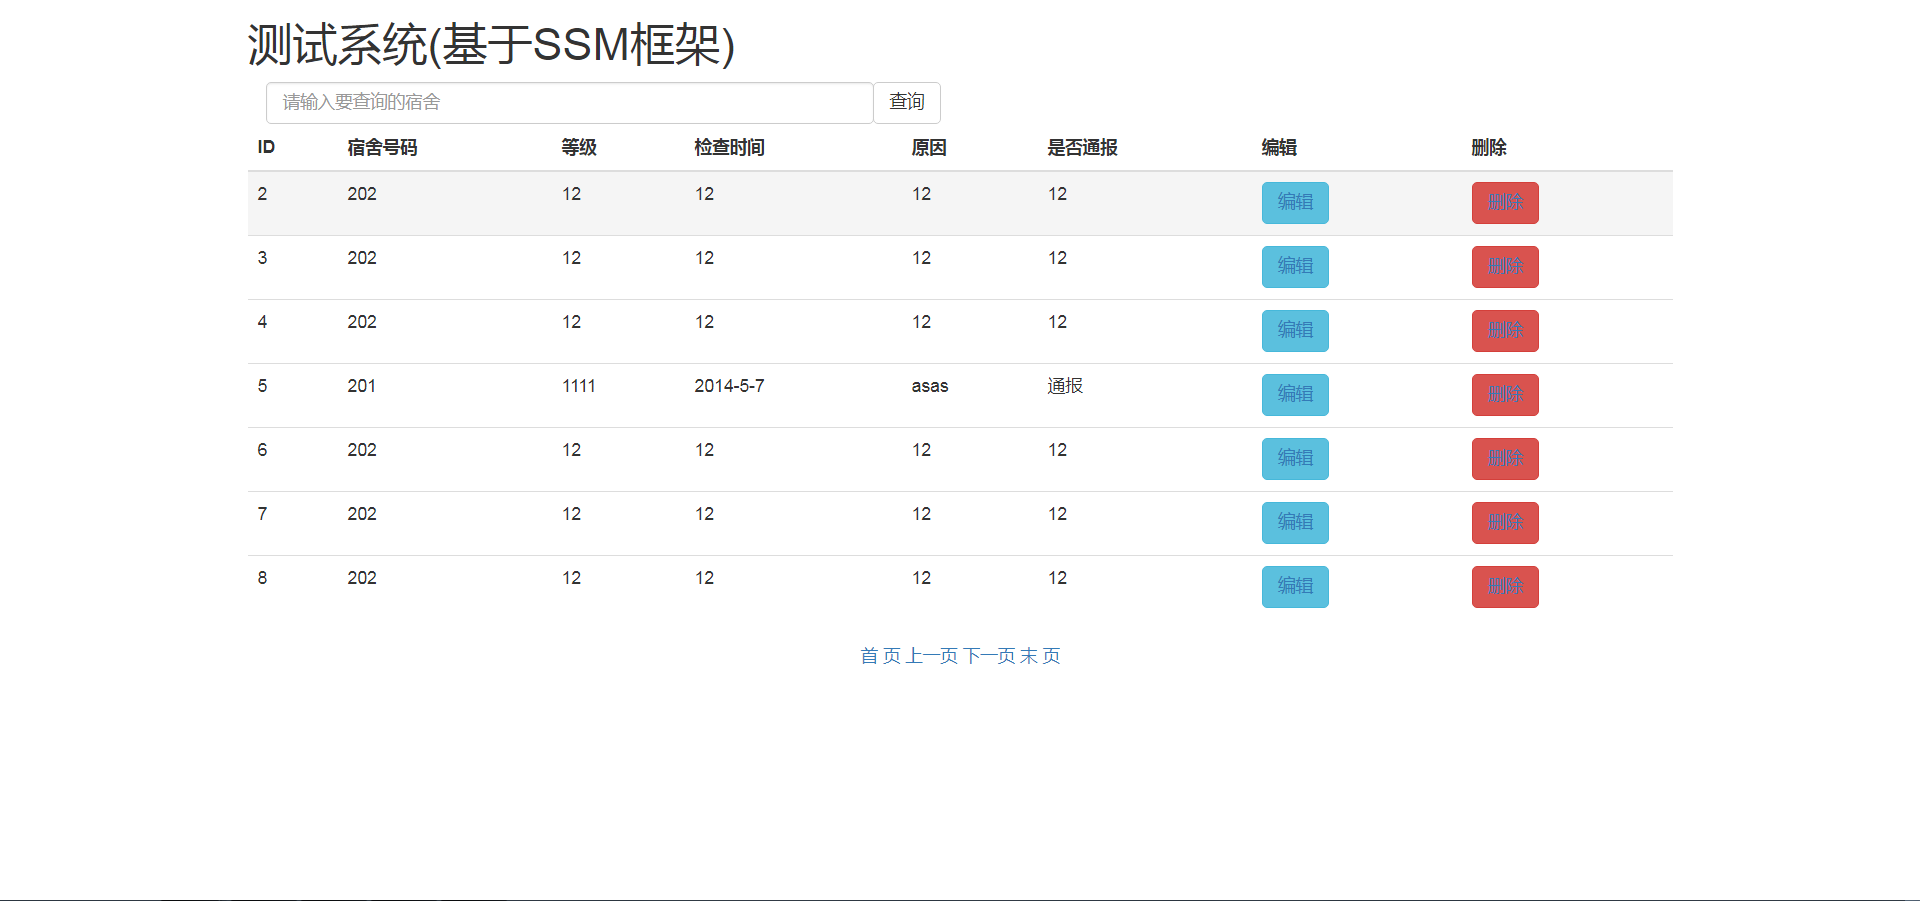 测试系统(基于SSM框架)
请输入要查询的宿舍 查询
ID 宿舍号码 等级 检查时间 原因 是否通报 编辑 删除
2 202 12 12 12 12 编辑 删除
3 202 12 12 12 12 编辑 删除
4 202 12 12 12 12 编辑 删除
5 201 1111 2014-5-7 asas 通报 编辑 删除
6 202 12 12 12 12 编辑 删除
7 202 12 12 12 12 编辑 删除
8 202 12 12 12 12 编辑 删除
首 页 上一页 下一页 末 页